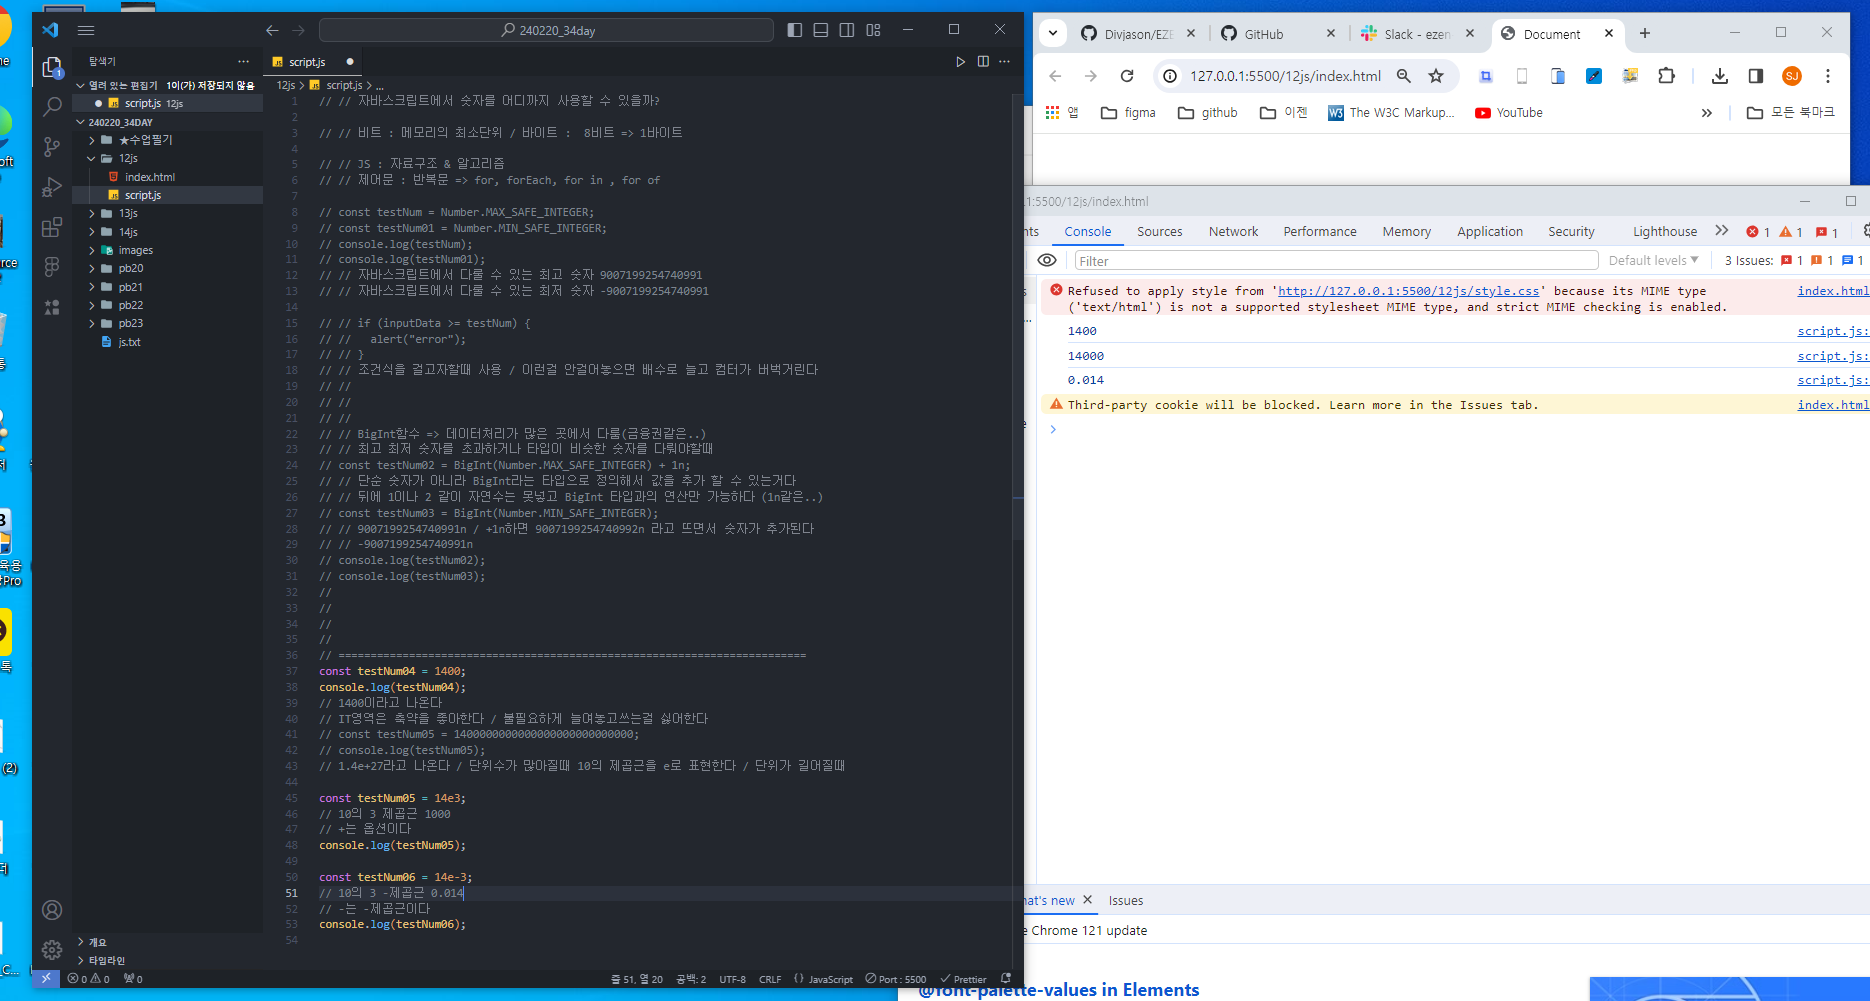 240220_34day
탐색기
열려 있는 편집기 1이(가) 저장되지 않음
script.js 12js
240220_34DAY
★수업필기
12js
index.html
script.js
13js
14js
images
pb20
pb21
pb22
pb23
js.txt
개요
타임라인
script.js
12js > script.js > ...
1 // // 자바스크립트에서 숫자를 어디까지 사용할 수 있을까?
2
3 // // 비트 : 메모리의 최소단위 / 바이트 :  8비트 => 1바이트
4
5 // // JS : 자료구조 & 알고리즘
6 // // 제어문 : 반복문 => for, forEach, for in , for of
7
8 // const testNum = Number.MAX_SAFE_INTEGER;
9 // const testNum01 = Number.MIN_SAFE_INTEGER;
10 // console.log(testNum);
11 // console.log(testNum01);
12 // // 자바스크립트에서 다룰 수 있는 최고 숫자 9007199254740991
13 // // 자바스크립트에서 다룰 수 있는 최저 숫자 -9007199254740991
14
15 // // if (inputData >= testNum) {
16 // //   alert("error");
17 // // }
18 // // 조건식을 걸고자할때 사용 / 이런걸 안걸어놓으면 배수로 늘고 컴터가 버벅거린다
19 // //
20 // //
21 // //
22 // // BigInt함수 => 데이터처리가 많은 곳에서 다룸(금융권같은..)
23 // // 최고 최저 숫자를 초과하거나 타입이 비슷한 숫자를 다뤄야할때
24 // const testNum02 = BigInt(Number.MAX_SAFE_INTEGER) + 1n;
25 // // 단순 숫자가 아니라 BigInt라는 타입으로 정의해서 값을 추가 할 수 있는거다
26 // // 뒤에 1이나 2 같이 자연수는 못넣고 BigInt 타입과의 연산만 가능하다 (1n같은..)
27 // const testNum03 = BigInt(Number.MIN_SAFE_INTEGER);
28 // // 9007199254740991n / +1n하면 9007199254740992n 라고 뜨면서 숫자가 추가된다
29 // // -9007199254740991n
30 // console.log(testNum02);
31 // console.log(testNum03);
32 //
33 //
34 //
35 //
36 // =========================================================================
37 const testNum04 = 1400;
38 console.log(testNum04);
39 // 1400이라고 나온다
40 // IT영역은 축약을 좋아한다 / 불필요하게 늘여놓고쓰는걸 싫어한다
41 // const testNum05 = 1400000000000000000000000000;
42 // console.log(testNum05);
43 // 1.4e+27라고 나온다 / 단위수가 많아질때 10의 제곱근을 e로 표현한다 / 단위가 길어질때
44
45 const testNum05 = 14e3;
46 // 10의 3 제곱근 1000
47 // +는 옵션이다
48 console.log(testNum05);
49
50 const testNum06 = 14e-3;
51 // 10의 3 -제곱근 0.014
52 // -는 -제곱근이다
53 console.log(testNum06);
54
0 0 0
줄 51, 열 20 공백: 2 UTF-8 CRLF {} JavaScript Port : 5500 Prettier
Divjason/EZE
GitHub
Slack - ezen
Document
127.0.0.1:5500/12js/index.html
SJ
앱 figma github 이젠 The W3C Markup... YouTube » 모든 북마크
:5500/12js/index.html
nts Console Sources Network Performance Memory Application Security Lighthouse 1 1 1
Filter Default levels 3 Issues: 1 1 1
Refused to apply style from 'http://127.0.0.1:5500/12js/style.css' because its MIME type index.html
('text/html') is not a supported stylesheet MIME type, and strict MIME checking is enabled.
1400 script.js:
14000 script.js:
0.014 script.js:
Third-party cookie will be blocked. Learn more in the Issues tab. index.html
hat's new Issues
e Chrome 121 update
@font-palette-values in Elements
(2)